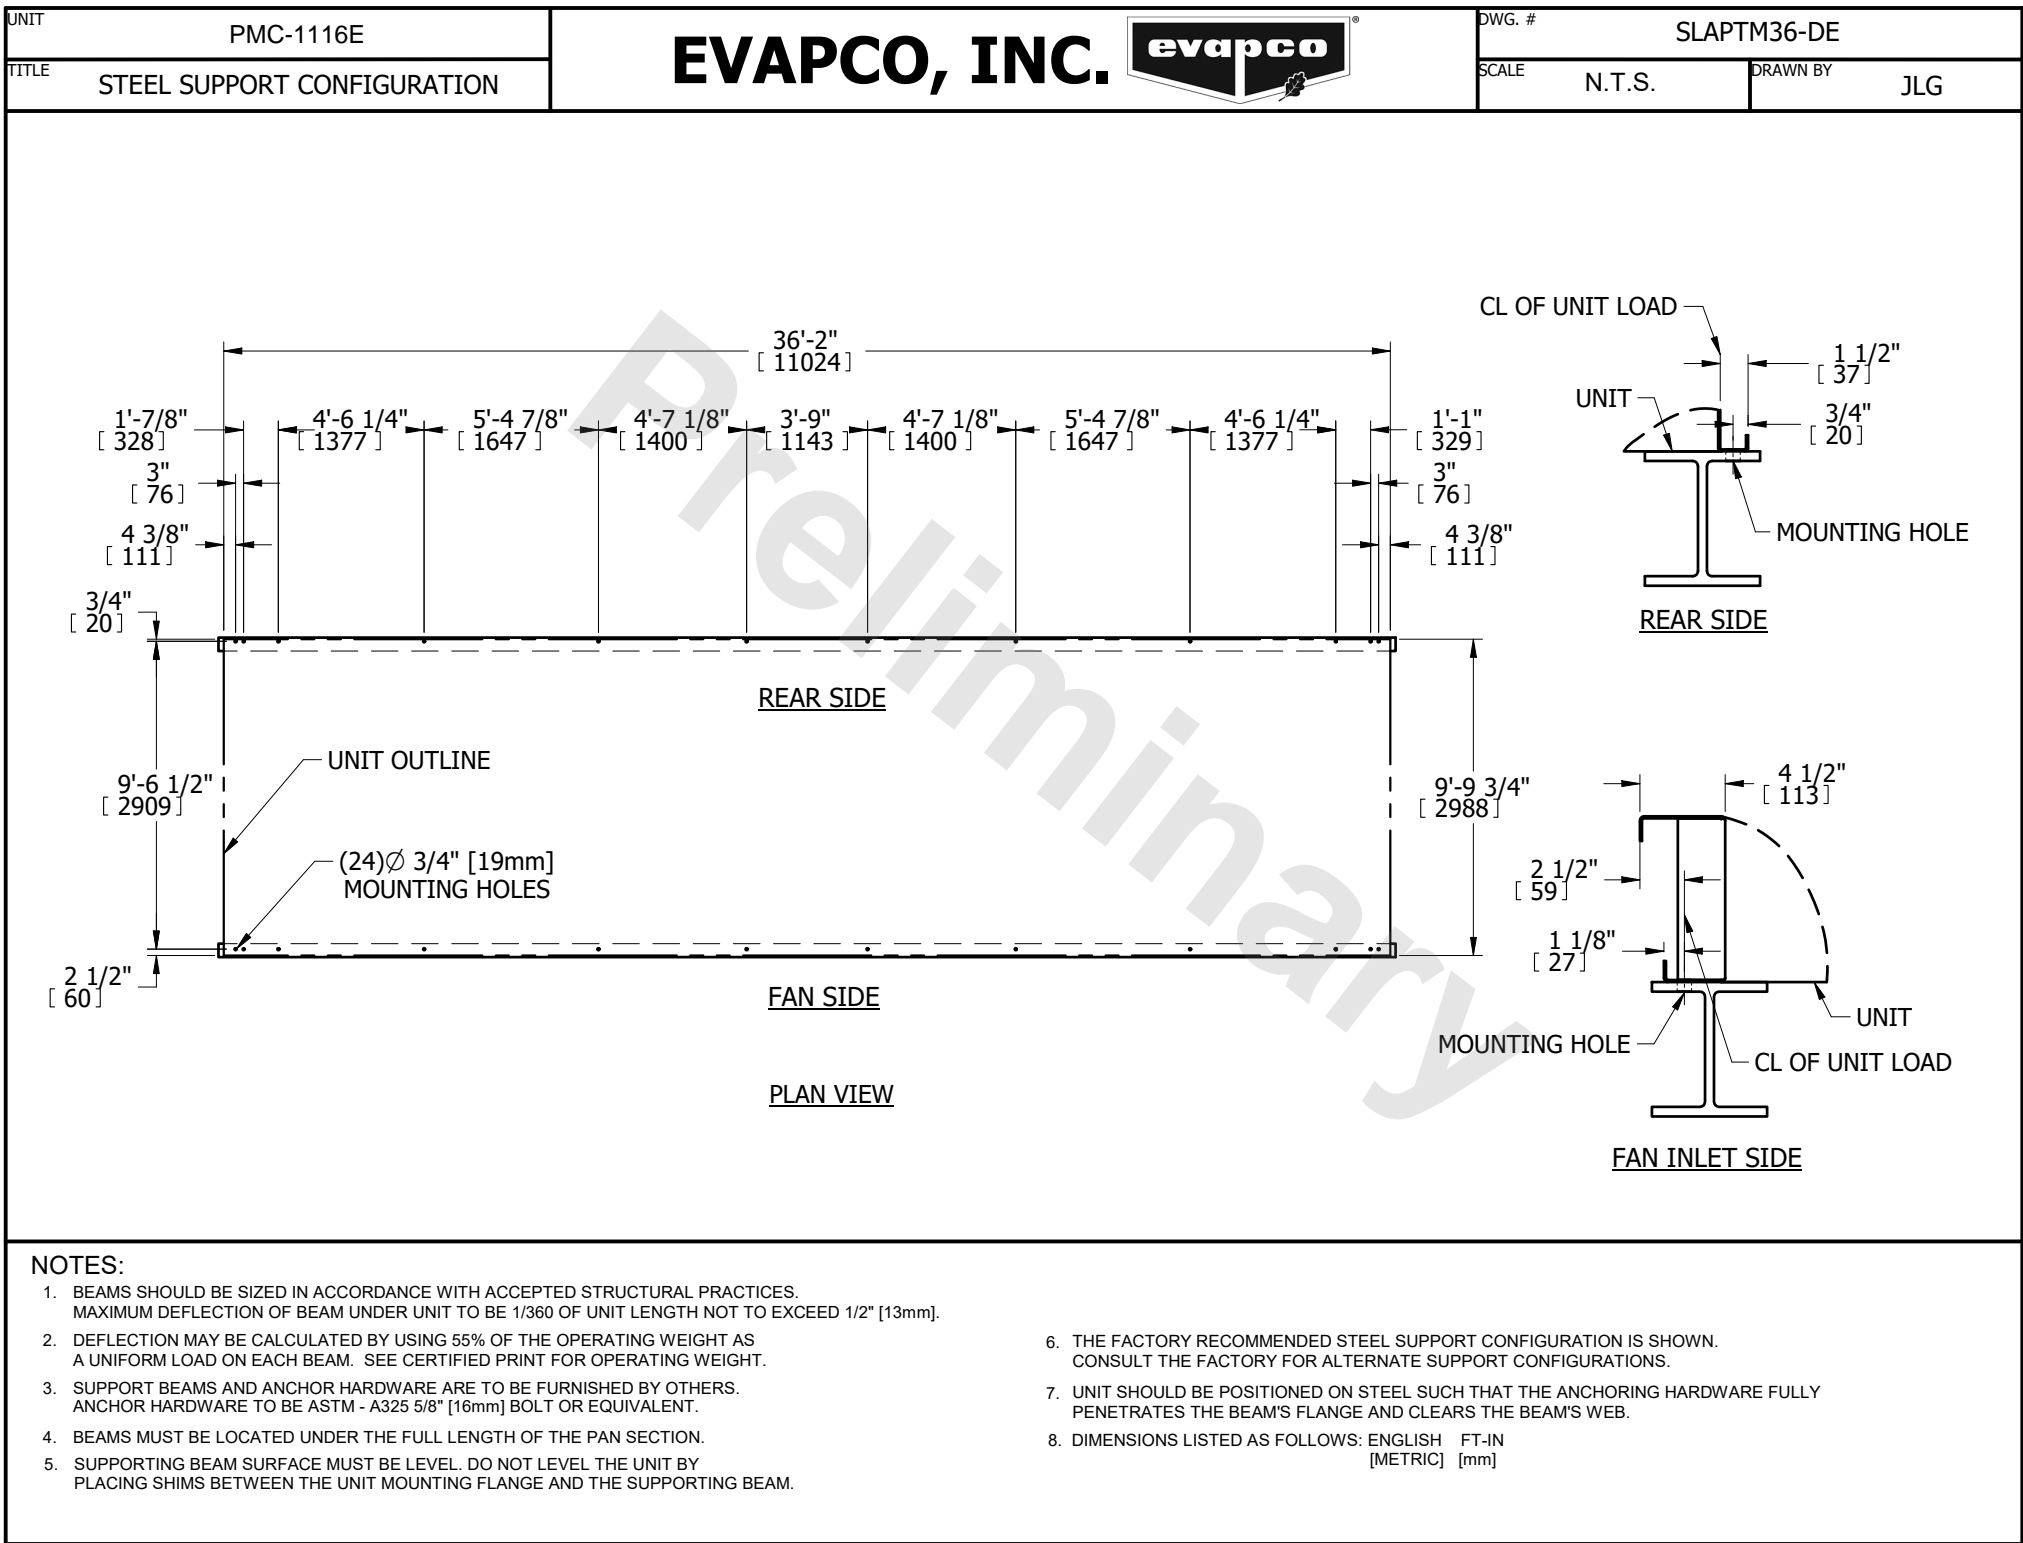 UNIT
PMC-1116E
TITLE
STEEL SUPPORT CONFIGURATION
EVAPCO, INC.
evapco
®
DWG. #
SLAPTM36-DE
SCALE
N.T.S.
DRAWN BY
JLG
36'-2"
[ 11024 ]
1'-7/8"
[ 328 ]
4'-6 1/4"
[ 1377 ]
5'-4 7/8"
[ 1647 ]
4'-7 1/8"
[ 1400 ]
3'-9"
[ 1143 ]
4'-7 1/8"
[ 1400 ]
5'-4 7/8"
[ 1647 ]
4'-6 1/4"
[ 1377 ]
1'-1"
[ 329 ]
3"
[ 76 ]
3"
[ 76 ]
4 3/8"
[ 111 ]
4 3/8"
[ 111 ]
3/4"
[ 20 ]
REAR SIDE
UNIT OUTLINE
9'-6 1/2"
[ 2909 ]
9'-9 3/4"
[ 2988 ]
(24)Ø 3/4" [19mm]
MOUNTING HOLES
2 1/2"
[ 60 ]
FAN SIDE
PLAN VIEW
Preliminary
CL OF UNIT LOAD
1 1/2"
[ 37 ]
UNIT
3/4"
[ 20 ]
MOUNTING HOLE
REAR SIDE
4 1/2"
[ 113 ]
2 1/2"
[ 59 ]
1 1/8"
[ 27 ]
UNIT
MOUNTING HOLE
CL OF UNIT LOAD
FAN INLET SIDE
NOTES:
1. BEAMS SHOULD BE SIZED IN ACCORDANCE WITH ACCEPTED STRUCTURAL PRACTICES.
MAXIMUM DEFLECTION OF BEAM UNDER UNIT TO BE 1/360 OF UNIT LENGTH NOT TO EXCEED 1/2" [13mm].
2. DEFLECTION MAY BE CALCULATED BY USING 55% OF THE OPERATING WEIGHT AS
A UNIFORM LOAD ON EACH BEAM. SEE CERTIFIED PRINT FOR OPERATING WEIGHT.
3. SUPPORT BEAMS AND ANCHOR HARDWARE ARE TO BE FURNISHED BY OTHERS.
ANCHOR HARDWARE TO BE ASTM - A325 5/8" [16mm] BOLT OR EQUIVALENT.
4. BEAMS MUST BE LOCATED UNDER THE FULL LENGTH OF THE PAN SECTION.
5. SUPPORTING BEAM SURFACE MUST BE LEVEL. DO NOT LEVEL THE UNIT BY
PLACING SHIMS BETWEEN THE UNIT MOUNTING FLANGE AND THE SUPPORTING BEAM.
6. THE FACTORY RECOMMENDED STEEL SUPPORT CONFIGURATION IS SHOWN.
CONSULT THE FACTORY FOR ALTERNATE SUPPORT CONFIGURATIONS.
7. UNIT SHOULD BE POSITIONED ON STEEL SUCH THAT THE ANCHORING HARDWARE FULLY
PENETRATES THE BEAM'S FLANGE AND CLEARS THE BEAM'S WEB.
8. DIMENSIONS LISTED AS FOLLOWS: ENGLISH FT-IN
[METRIC] [mm]